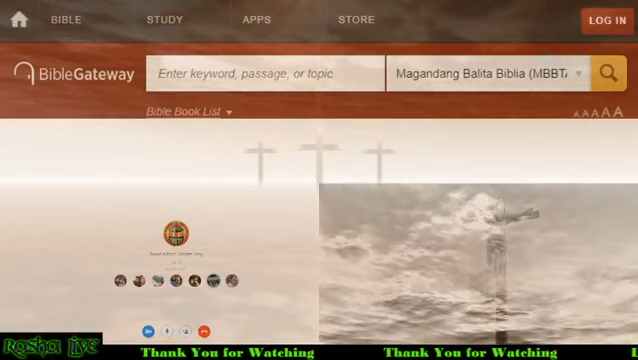 BIBLE
STUDY
APPS
STORE
LOG IN
BibleGateway
Enter keyword, passage, or topic
Magandang Balita Biblia (MBBTA
Bible Book List
AAAAA
Rosha Live
Thank You for Watching
Thank You for Watching